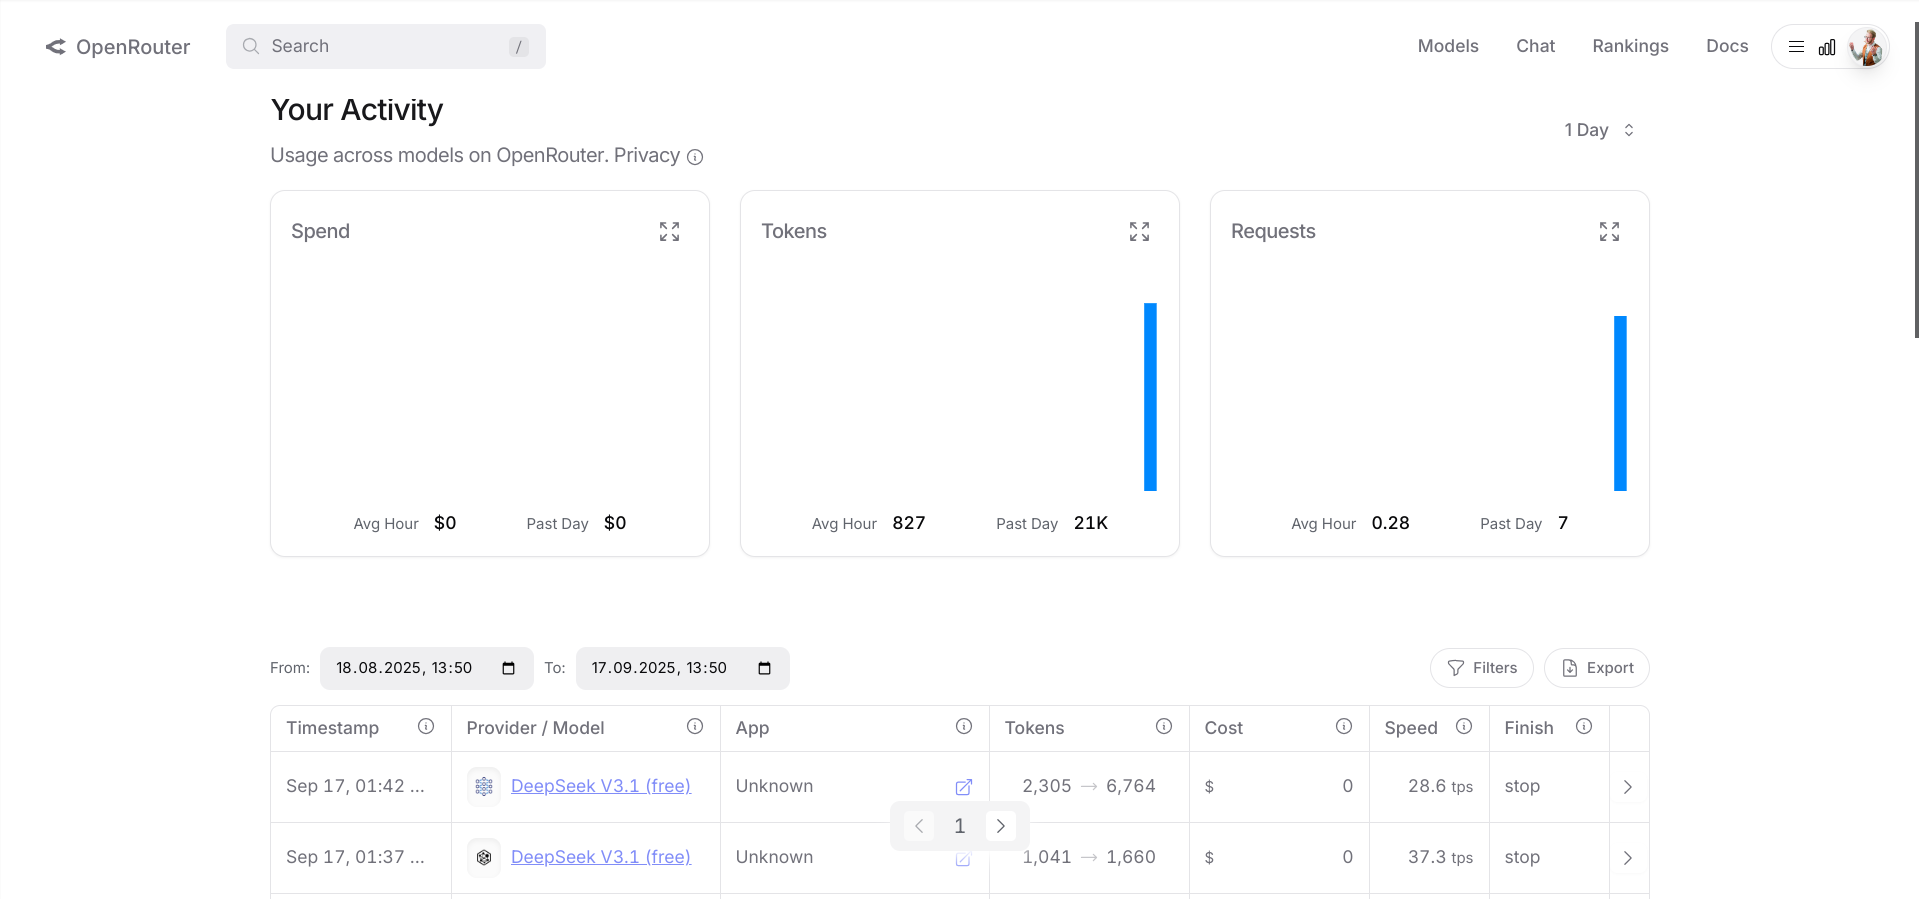 OpenRouter
Search
/
Models
Chat
Rankings
Docs
Your Activity
1 Day
Usage across models on OpenRouter. Privacy
Spend
Avg Hour $0 Past Day $0
Tokens
Avg Hour 827 Past Day 21K
Requests
Avg Hour 0.28 Past Day 7
From: 18.08.2025, 13:50 To: 17.09.2025, 13:50
Filters
Export
Timestamp Provider / Model App Tokens Cost Speed Finish
Sep 17, 01:42 ... DeepSeek V3.1 (free) Unknown 2,305 → 6,764 $ 0 28.6 tps stop
1
Sep 17, 01:37 ... DeepSeek V3.1 (free) Unknown 1,041 → 1,660 $ 0 37.3 tps stop